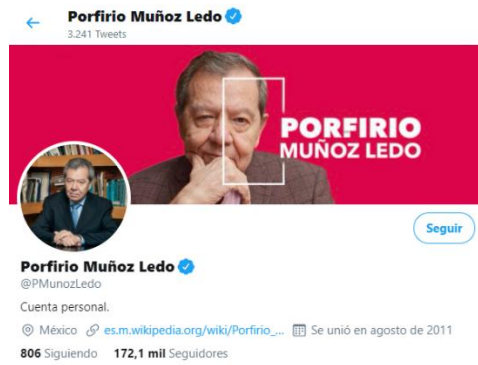 Porfirio Muñoz Ledo
3.241 Tweets
PORFIRIO
MUÑOZ LEDO
Seguir
Porfirio Muñoz Ledo
@PMunozLedo
Cuenta personal.
México es.m.wikipedia.org/wiki/Porfirio_... Se unió en agosto de 2011
806 Siguiendo 172,1 mil Seguidores